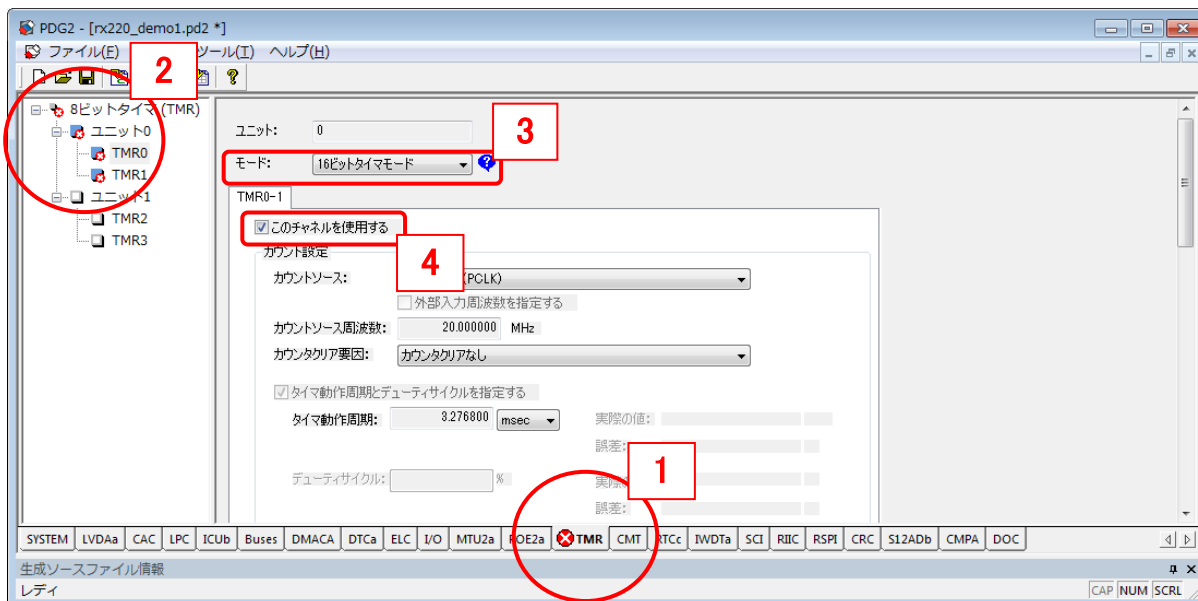 PDG2 - [rx220_demo1.pd2 *]
ファイル(F) ツール(T) ヘルプ(H)
2
8ビットタイマ (TMR)
ユニット0
TMR0
TMR1
ユニット1
TMR2
TMR3
ユニット: 0
3
モード: 16ビットタイマモード
TMR0-1
このチャネルを使用する
4
カウント設定
カウントソース: (PCLK)
外部入力周波数を指定する
カウントソース周波数: 20.000000 MHz
カウンタクリア要因: カウンタクリアなし
タイマ動作周期とデューティサイクルを指定する
タイマ動作周期: 3.276800 msec 実際の値:
誤差:
1
デューティサイクル: %
誤差:
SYSTEM LVDAa CAC LPC ICUb Buses DMACA DTCa ELC I/O MTU2a POE2a TMR CMT RTCc IWDTa SCI RIIC RSPI CRC S12ADb CMPA DOC
生成ソースファイル情報
レディ CAP NUM SCRL